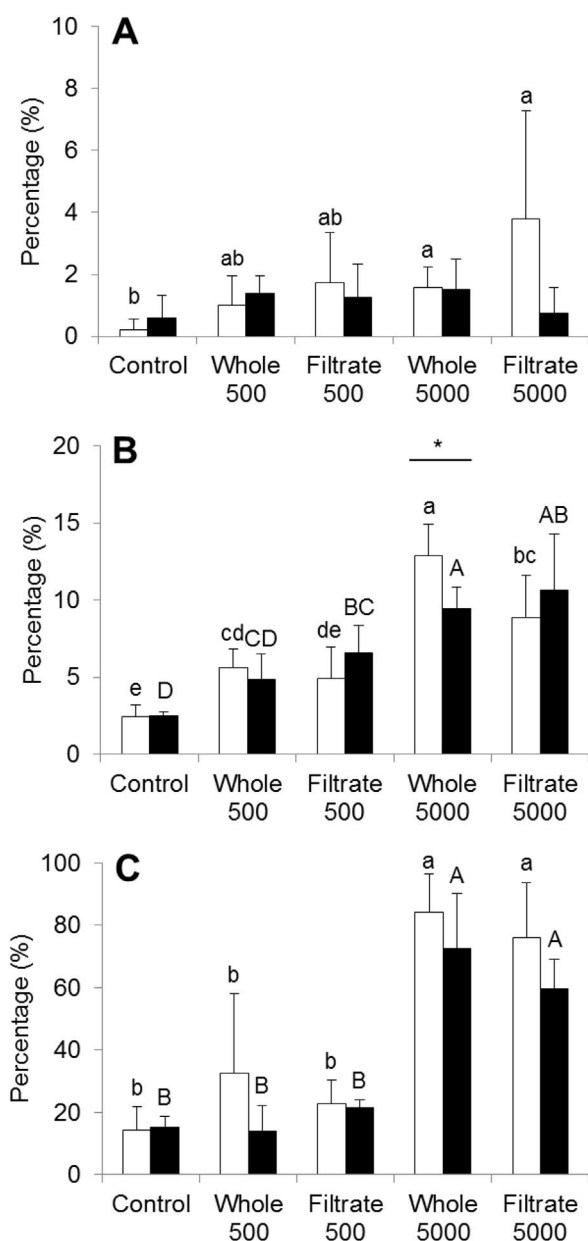 A
Percentage (%)
10
8
6
4
2
0
b
ab
ab
a
a
Control
Whole 500
Filtrate 500
Whole 5000
Filtrate 5000
B
Percentage (%)
20
15
10
5
0
e D
cd CD
de BC
*
a A
bc AB
Control
Whole 500
Filtrate 500
Whole 5000
Filtrate 5000
C
Percentage (%)
100
80
60
40
20
0
b B
b B
b B
a A
a A
Control
Whole 500
Filtrate 500
Whole 5000
Filtrate 5000